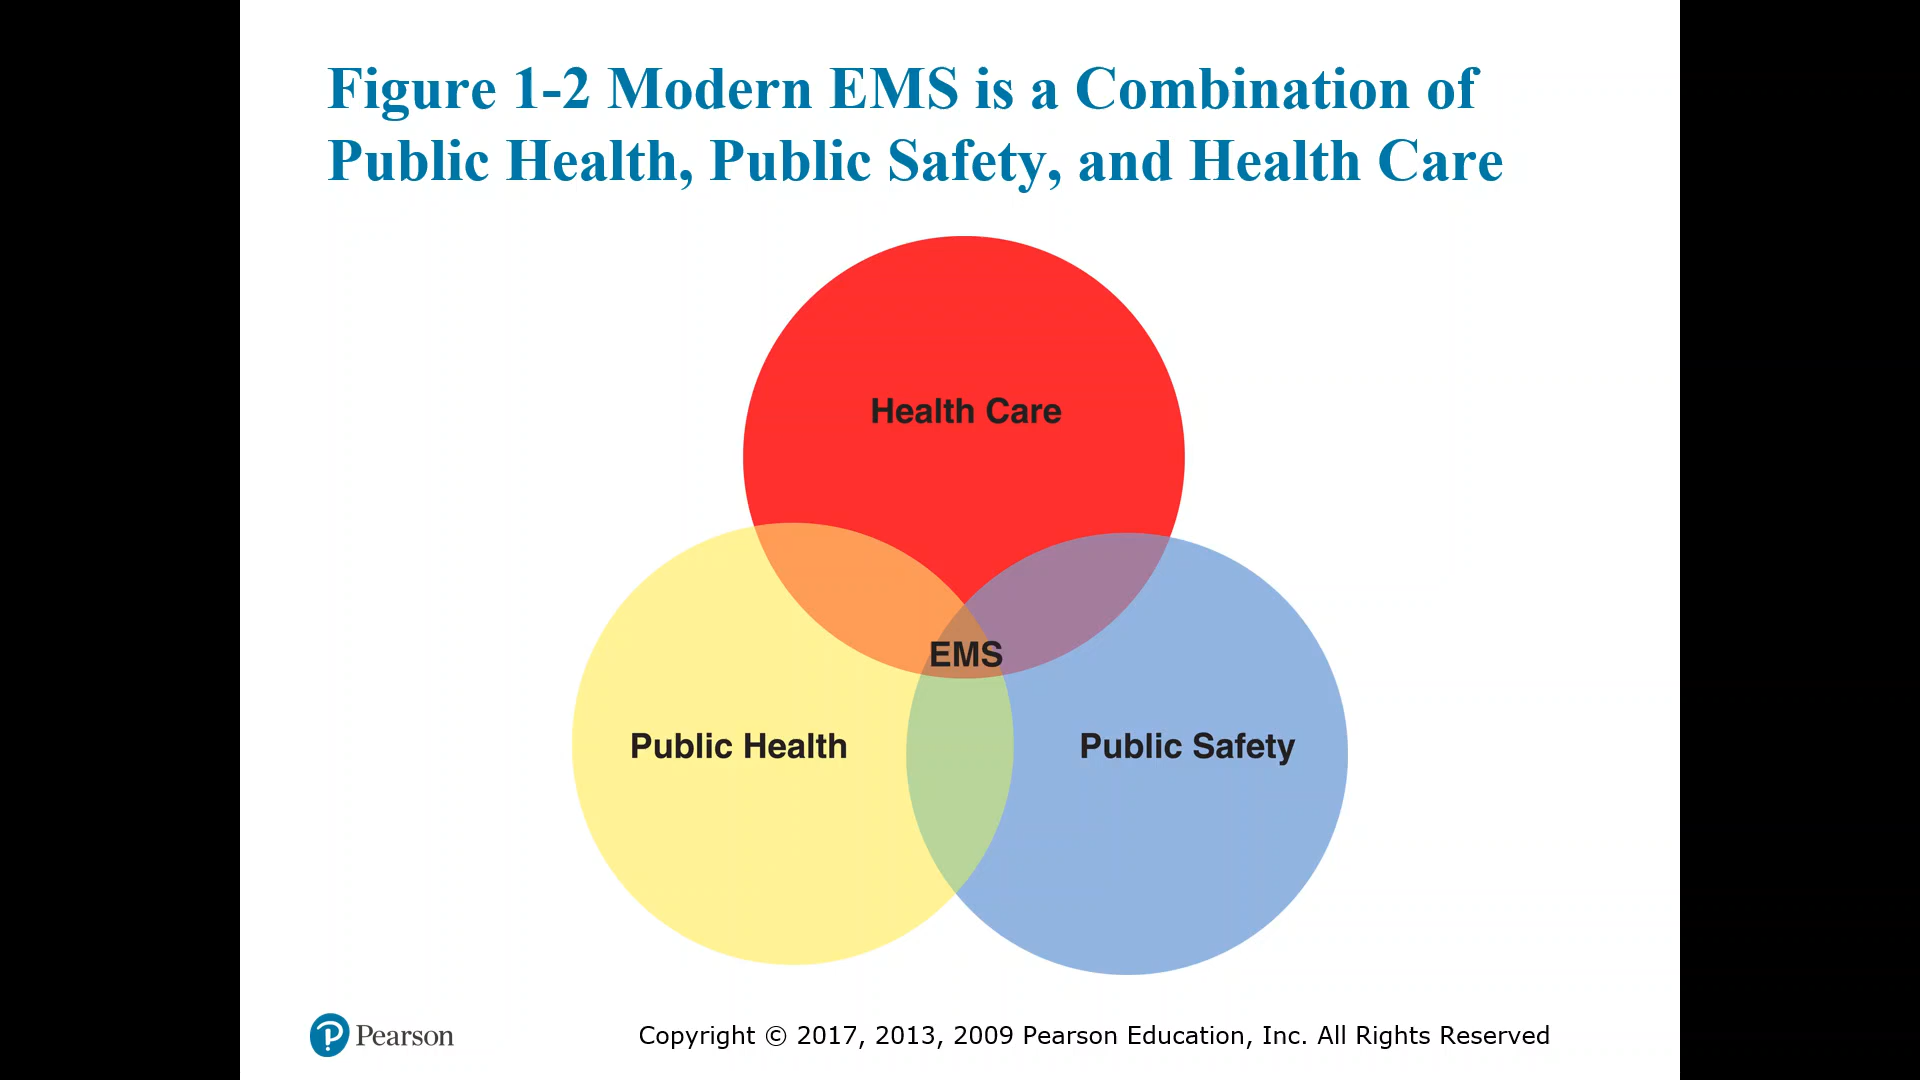 Figure 1-2 Modern EMS is a Combination of
Public Health, Public Safety, and Health Care
Health Care
EMS
Public Health
Public Safety
Pearson
Copyright © 2017, 2013, 2009 Pearson Education, Inc. All Rights Reserved